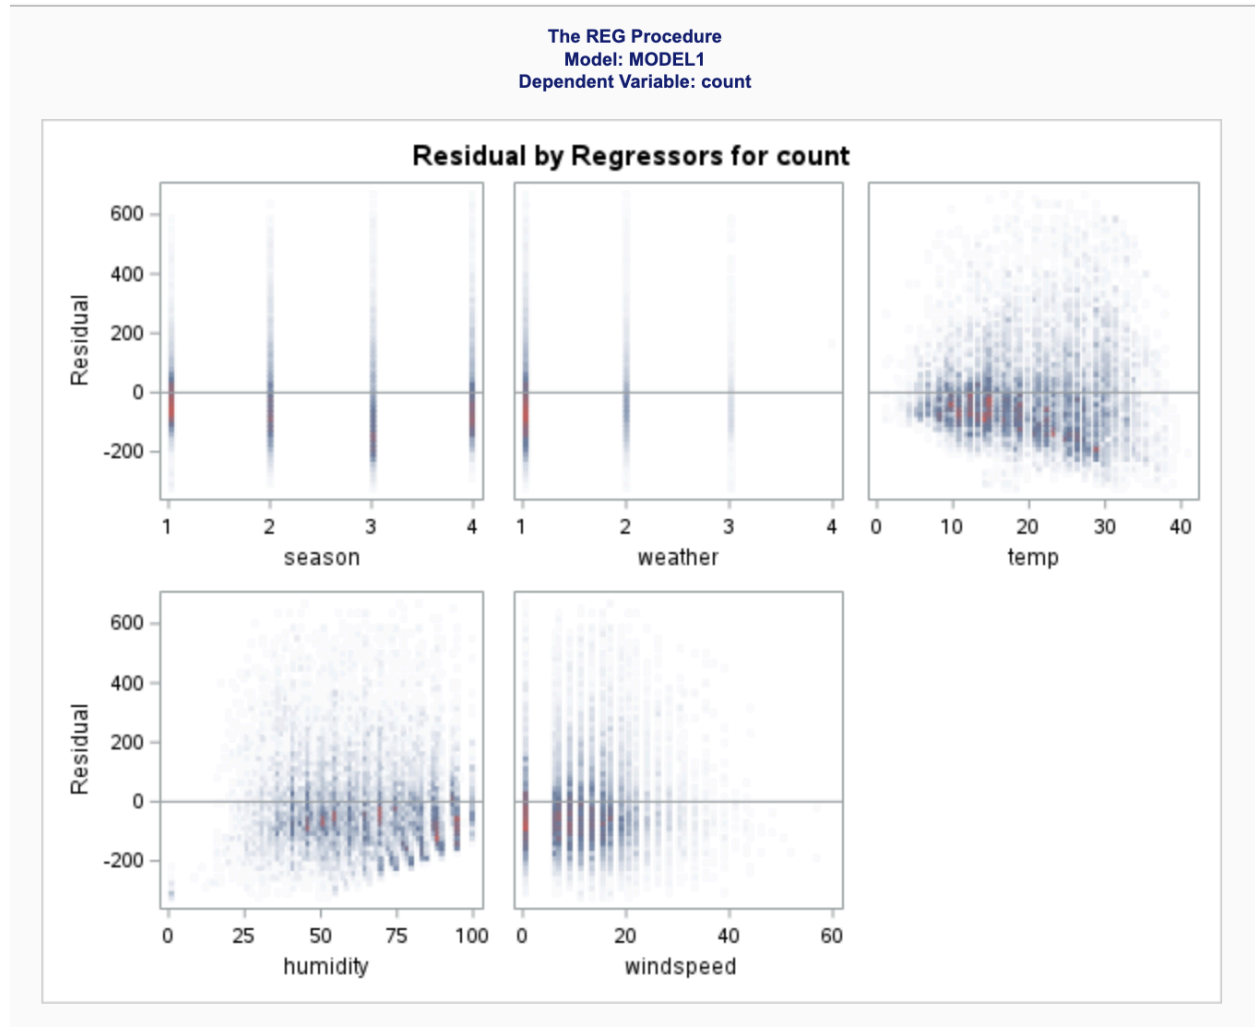 The REG Procedure
Model: MODEL1
Dependent Variable: count
Residual by Regressors for count
Residual
600
400
200
0
-200
1 2 3 4
season
1 2 3 4
weather
0 10 20 30 40
temp
Residual
600
400
200
0
-200
0 25 50 75 100
humidity
0 20 40 60
windspeed